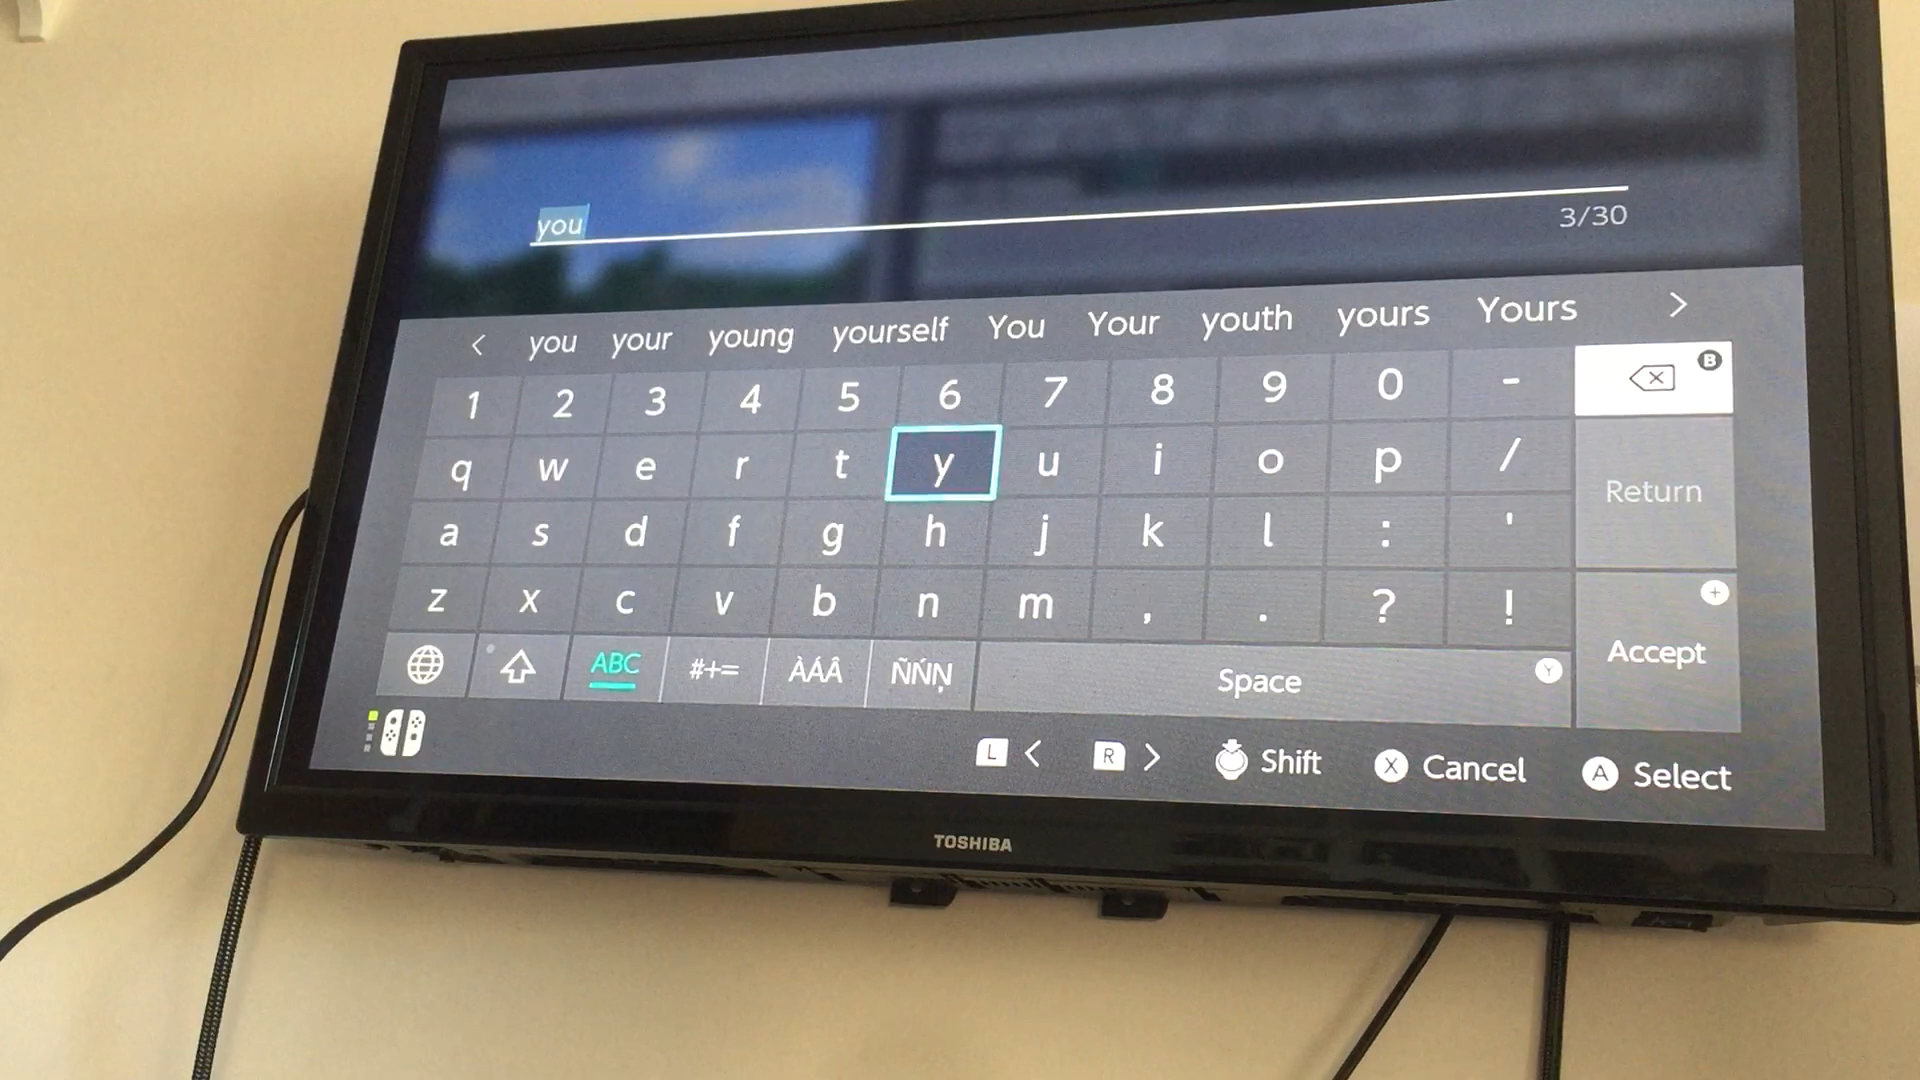 you
3/30
< you your young yourself You Your youth yours Yours >
1 2 3 4 5 6 7 8 9 0 - B
q w e r t y u i o p / Return
a s d f g h j k l : '
z x c v b n m , . ? ! +
ABC #+= ÀÁÂ ÑŃŅ Space Y Accept
L < R > Shift X Cancel A Select
TOSHIBA